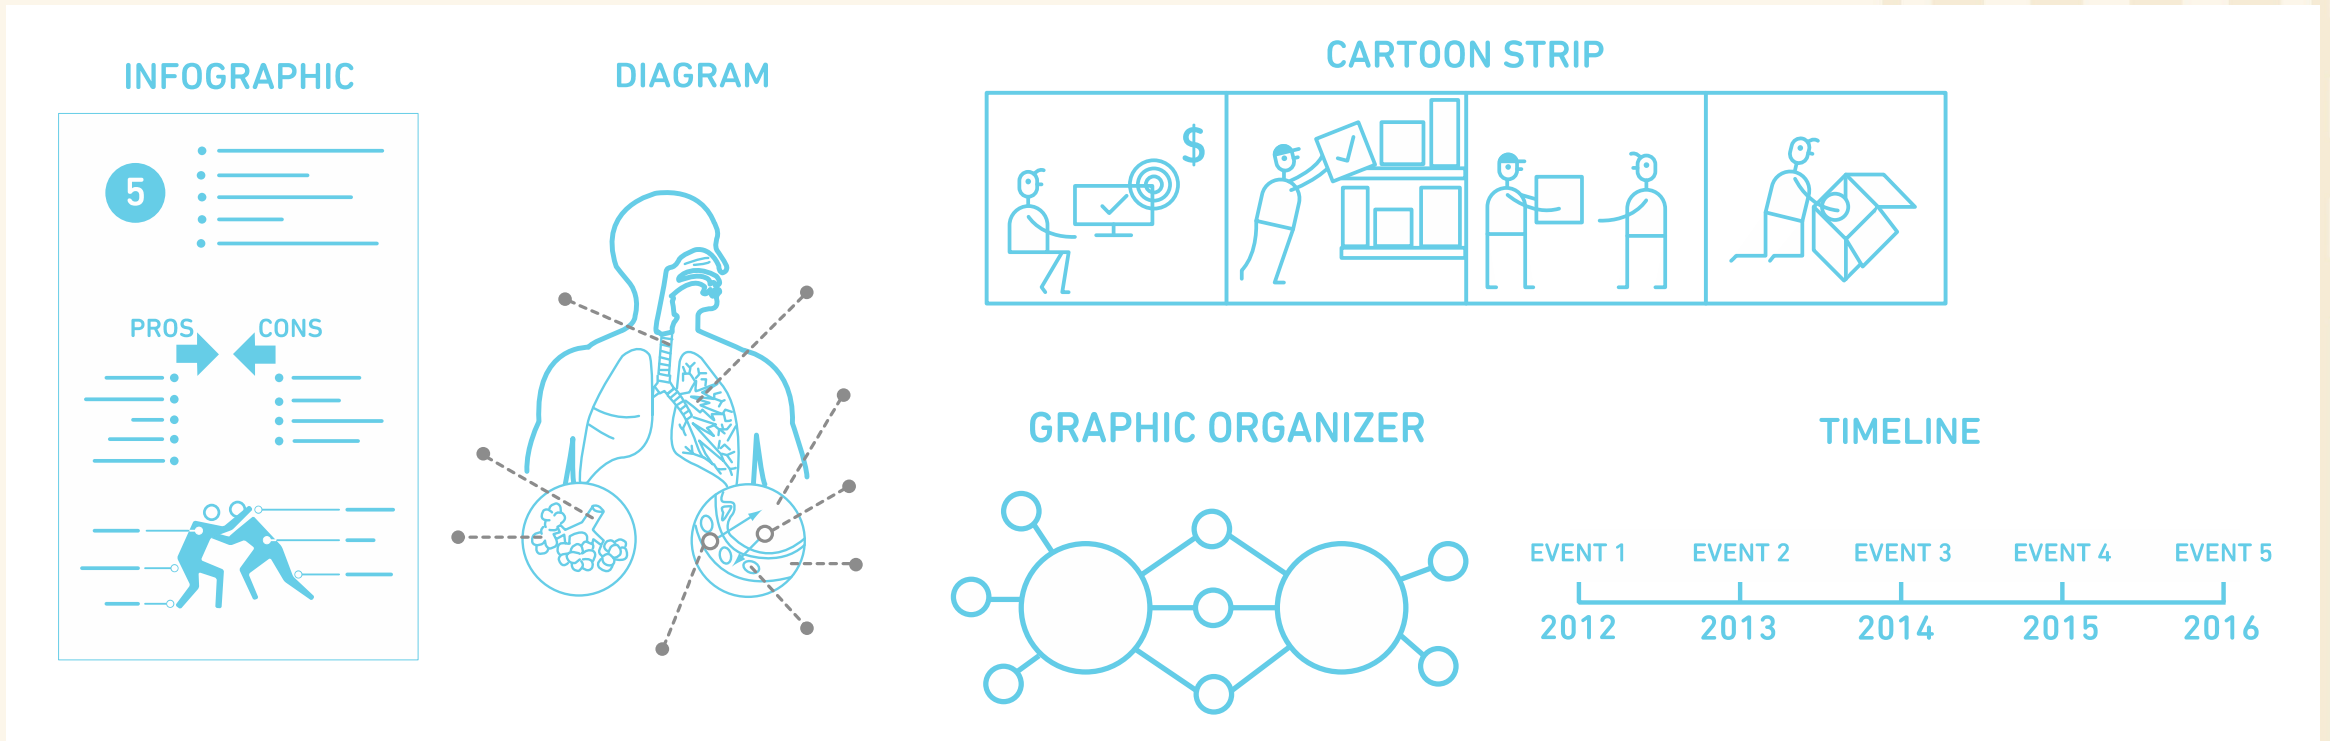 INFOGRAPHIC
5
PROS
CONS
DIAGRAM
CARTOON STRIP
$
GRAPHIC ORGANIZER
TIMELINE
EVENT 1 EVENT 2 EVENT 3 EVENT 4 EVENT 5
2012 2013 2014 2015 2016